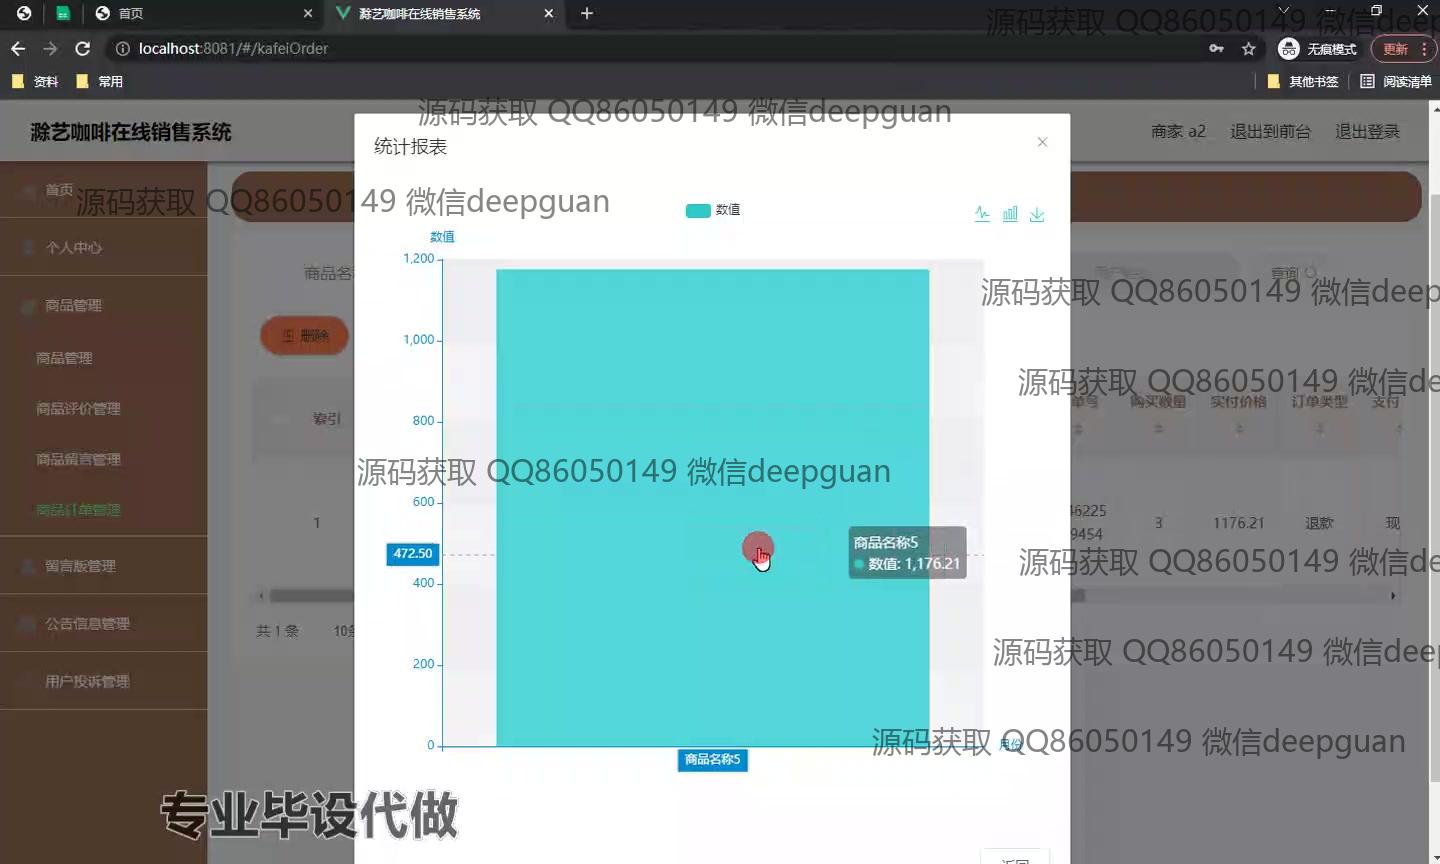 首页
滁艺咖啡在线销售系统
源码获取 QQ86050149 微信deep
localhost:8081/#/kafeiOrder
无痕模式
更新
资料
常用
其他书签
阅读清单
源码获取 QQ86050149 微信deepguan
滁艺咖啡在线销售系统
商家 a2
退出到前台
退出登录
统计报表
首页
源码获取 QQ86050149 微信deepguan
数值
数值
个人中心
1,200
商品名
查询
源码获取 QQ86050149 微信deep
商品管理
删除
1,000
商品管理
源码获取 QQ86050149 微信de
商品评价管理
索引
800
单号
购买数量
实付价格
订单类型
支付
商品留言管理
源码获取 QQ86050149 微信deepguan
商品订单管理
600
1
46225
9454
3
1176.21
退款
现
472.50
商品名称5
数值: 1,176.21
留言版管理
源码获取 QQ86050149 微信de
400
公告信息管理
共 1 条
10条
源码获取 QQ86050149 微信deep
200
用户投诉管理
0
月份
源码获取 QQ86050149 微信deepguan
商品名称5
专业毕设代做
返回